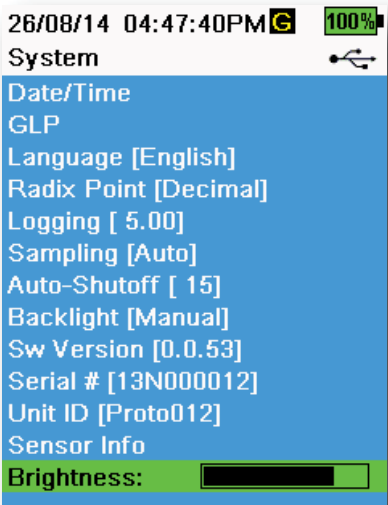 26/08/14 04:47:40PM G 100%
System
Date/Time
GLP
Language [English]
Radix Point [Decimal]
Logging [ 5.00]
Sampling [Auto]
Auto-Shutoff [ 15]
Backlight [Manual]
Sw Version [0.0.53]
Serial # [13N000012]
Unit ID [Proto012]
Sensor Info
Brightness: